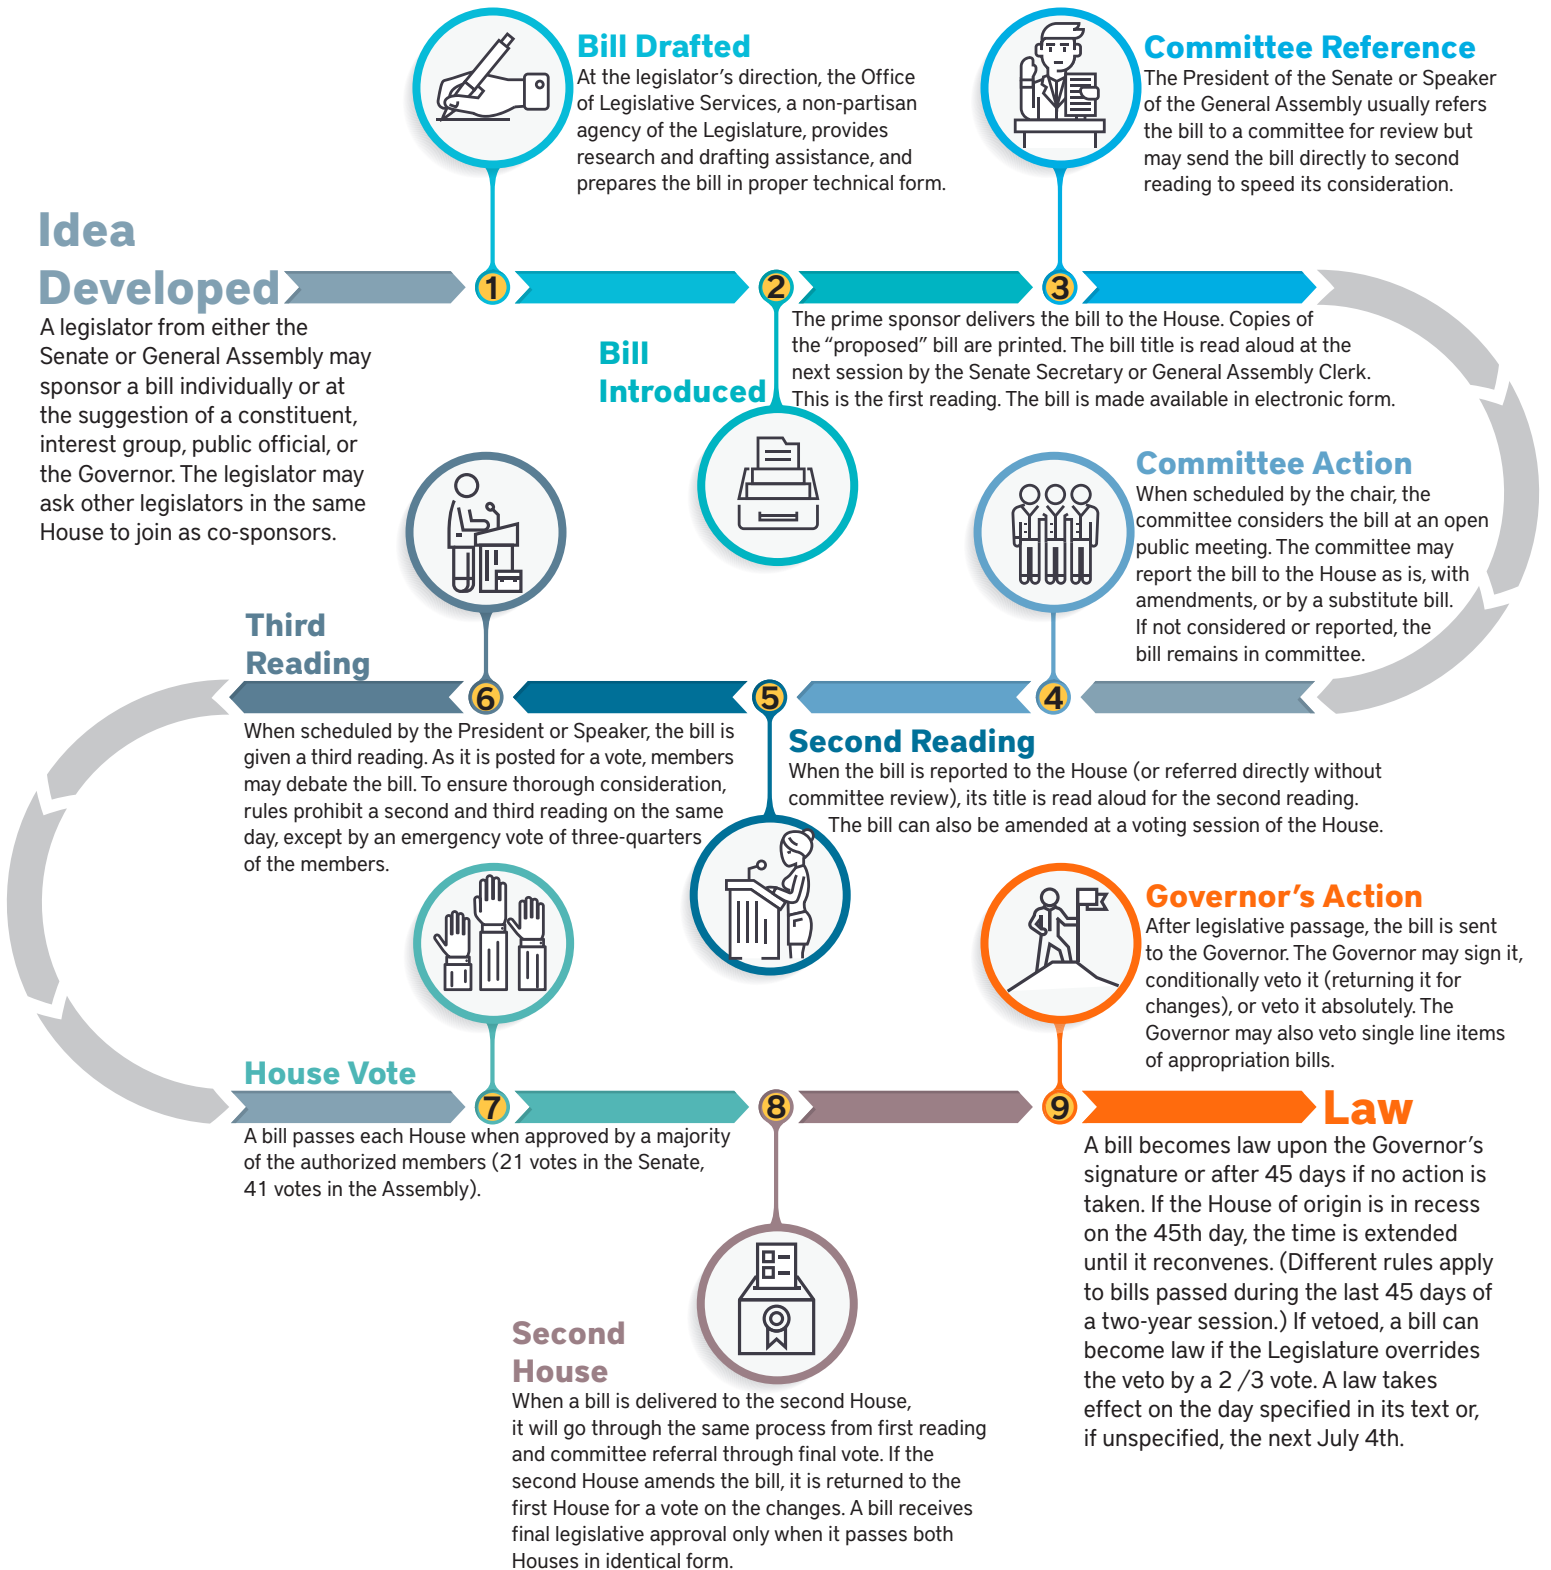 Idea
Developed
A legislator from either the
Senate or General Assembly may
sponsor a bill individually or at
the suggestion of a constituent,
interest group, public official, or
the Governor. The legislator may
ask other legislators in the same
House to join as co-sponsors.
1
Bill Drafted
At the legislator's direction, the Office
of Legislative Services, a non-partisan
agency of the Legislature, provides
research and drafting assistance, and
prepares the bill in proper technical form.
2
Bill
Introduced
The prime sponsor delivers the bill to the House. Copies of
the “proposed” bill are printed. The bill title is read aloud at the
next session by the Senate Secretary or General Assembly Clerk.
This is the first reading. The bill is made available in electronic form.
3
Committee Reference
The President of the Senate or Speaker
of the General Assembly usually refers
the bill to a committee for review but
may send the bill directly to second
reading to speed its consideration.
4
Committee Action
When scheduled by the chair, the
committee considers the bill at an open
public meeting. The committee may
report the bill to the House as is, with
amendments, or by a substitute bill.
If not considered or reported, the
bill remains in committee.
5
Second Reading
When the bill is reported to the House (or referred directly without
committee review), its title is read aloud for the second reading.
The bill can also be amended at a voting session of the House.
6
Third
Reading
When scheduled by the President or Speaker, the bill is
given a third reading. As it is posted for a vote, members
may debate the bill. To ensure thorough consideration,
rules prohibit a second and third reading on the same
day, except by an emergency vote of three-quarters
of the members.
7
House Vote
A bill passes each House when approved by a majority
of the authorized members (21 votes in the Senate,
41 votes in the Assembly).
8
Second
House
When a bill is delivered to the second House,
it will go through the same process from first reading
and committee referral through final vote. If the
second House amends the bill, it is returned to the
first House for a vote on the changes. A bill receives
final legislative approval only when it passes both
Houses in identical form.
9
Governor's Action
After legislative passage, the bill is sent
to the Governor. The Governor may sign it,
conditionally veto it (returning it for
changes), or veto it absolutely. The
Governor may also veto single line items
of appropriation bills.
Law
A bill becomes law upon the Governor's
signature or after 45 days if no action is
taken. If the House of origin is in recess
on the 45th day, the time is extended
until it reconvenes. (Different rules apply
to bills passed during the last 45 days of
a two-year session.) If vetoed, a bill can
become law if the Legislature overrides
the veto by a 2 /3 vote. A law takes
effect on the day specified in its text or,
if unspecified, the next July 4th.